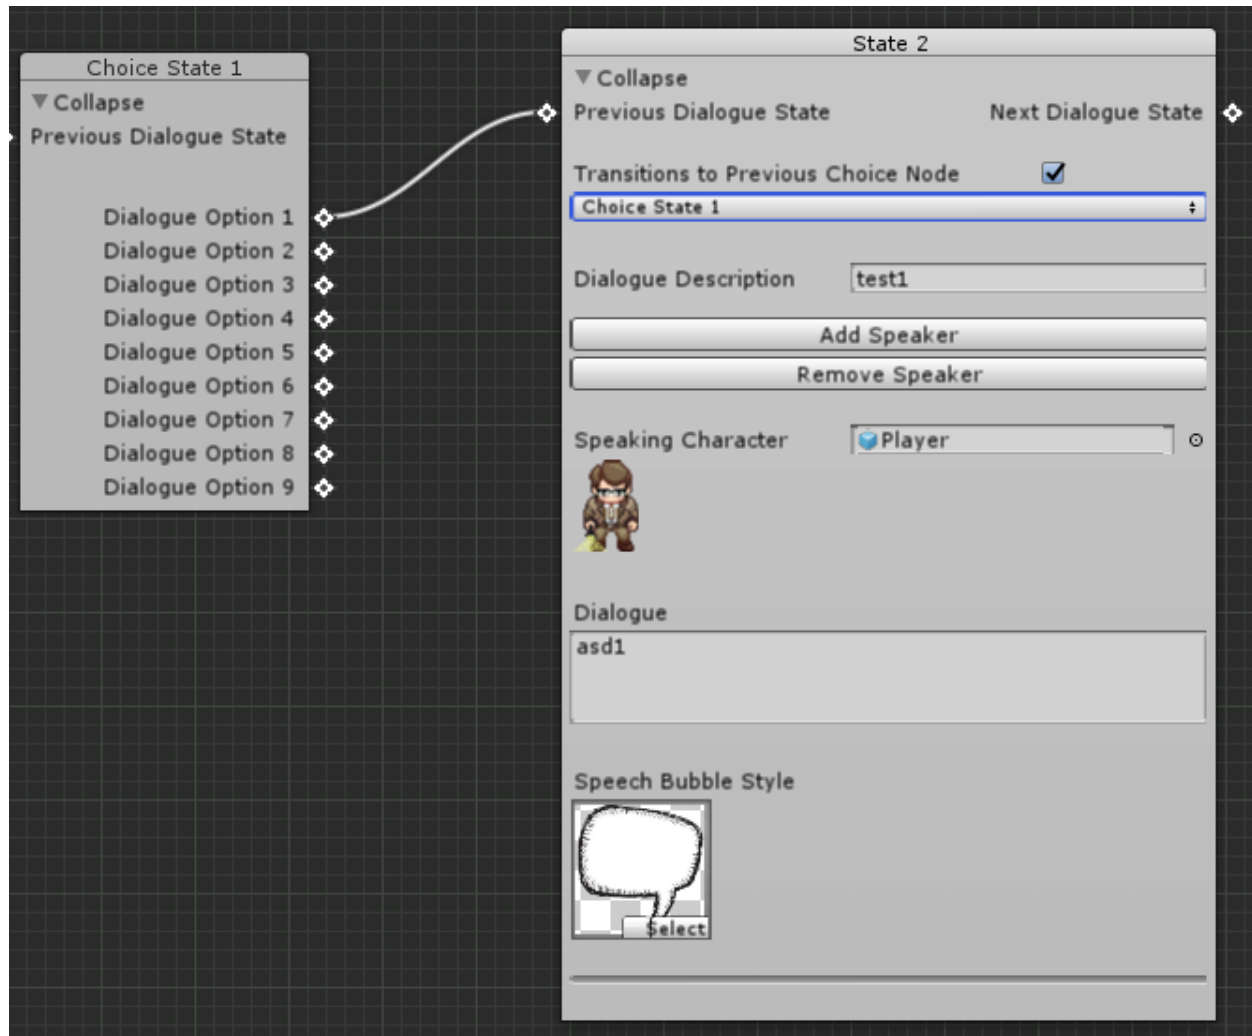 Choice State 1
Collapse
Previous Dialogue State
Dialogue Option 1
Dialogue Option 2
Dialogue Option 3
Dialogue Option 4
Dialogue Option 5
Dialogue Option 6
Dialogue Option 7
Dialogue Option 8
Dialogue Option 9
State 2
Collapse
Previous Dialogue State Next Dialogue State
Transitions to Previous Choice Node
Choice State 1
Dialogue Description test1
Add Speaker
Remove Speaker
Speaking Character Player
Dialogue
asd1
Speech Bubble Style
Select